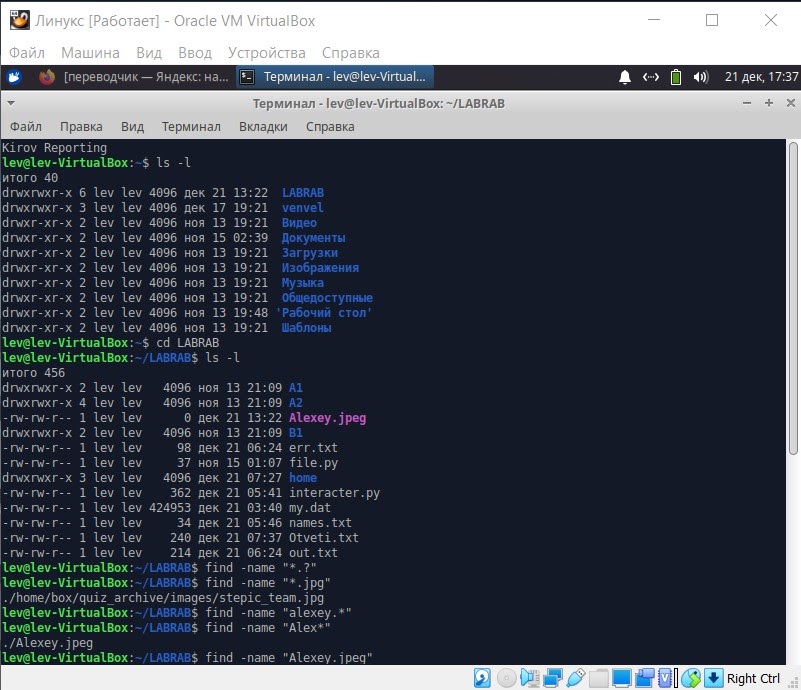 Линукс [Работает] - Oracle VM VirtualBox
Файл Машина Вид Ввод Устройства Справка
[переводчик — Яндекс: на... Терминал - lev@lev-Virtual... 21 дек, 17:37
Терминал - lev@lev-VirtualBox: ~/LABRAB
Файл Правка Вид Терминал Вкладки Справка
Kirov Reporting
lev@lev-VirtualBox:~$ ls -l
итого 40
drwxrwxr-x 6 lev lev 4096 дек 21 13:22  LABRAB
drwxrwxr-x 3 lev lev 4096 дек 17 19:21  venvel
drwxr-xr-x 2 lev lev 4096 ноя 13 19:21  Видео
drwxr-xr-x 2 lev lev 4096 ноя 15 02:39  Документы
drwxr-xr-x 2 lev lev 4096 ноя 13 19:21  Загрузки
drwxr-xr-x 2 lev lev 4096 ноя 13 19:21  Изображения
drwxr-xr-x 2 lev lev 4096 ноя 13 19:21  Музыка
drwxr-xr-x 2 lev lev 4096 ноя 13 19:21  Общедоступные
drwxr-xr-x 2 lev lev 4096 ноя 13 19:48 'Рабочий стол'
drwxr-xr-x 2 lev lev 4096 ноя 13 19:21  Шаблоны
lev@lev-VirtualBox:~$ cd LABRAB
lev@lev-VirtualBox:~/LABRAB$ ls -l
итого 456
drwxrwxr-x 2 lev lev   4096 ноя 13 21:09 A1
drwxrwxr-x 4 lev lev   4096 ноя 13 21:09 A2
-rw-rw-r-- 1 lev lev      0 дек 21 13:22 Alexey.jpeg
drwxrwxr-x 2 lev lev   4096 ноя 13 21:09 B1
-rw-rw-r-- 1 lev lev     98 дек 21 06:24 err.txt
-rw-rw-r-- 1 lev lev     37 ноя 15 01:07 file.py
drwxrwxr-x 3 lev lev   4096 дек 21 07:27 home
-rw-rw-r-- 1 lev lev    362 дек 21 05:41 interacter.py
-rw-rw-r-- 1 lev lev 424953 дек 21 03:40 my.dat
-rw-rw-r-- 1 lev lev     34 дек 21 05:46 names.txt
-rw-rw-r-- 1 lev lev    240 дек 21 07:37 Otveti.txt
-rw-rw-r-- 1 lev lev    214 дек 21 06:24 out.txt
lev@lev-VirtualBox:~/LABRAB$ find -name "*.?"
lev@lev-VirtualBox:~/LABRAB$ find -name "*.jpg"
./home/box/quiz_archive/images/stepic_team.jpg
lev@lev-VirtualBox:~/LABRAB$ find -name "alexey.*"
lev@lev-VirtualBox:~/LABRAB$ find -name "Alex*"
./Alexey.jpeg
lev@lev-VirtualBox:~/LABRAB$ find -name "Alexey.jpeg"
Right Ctrl